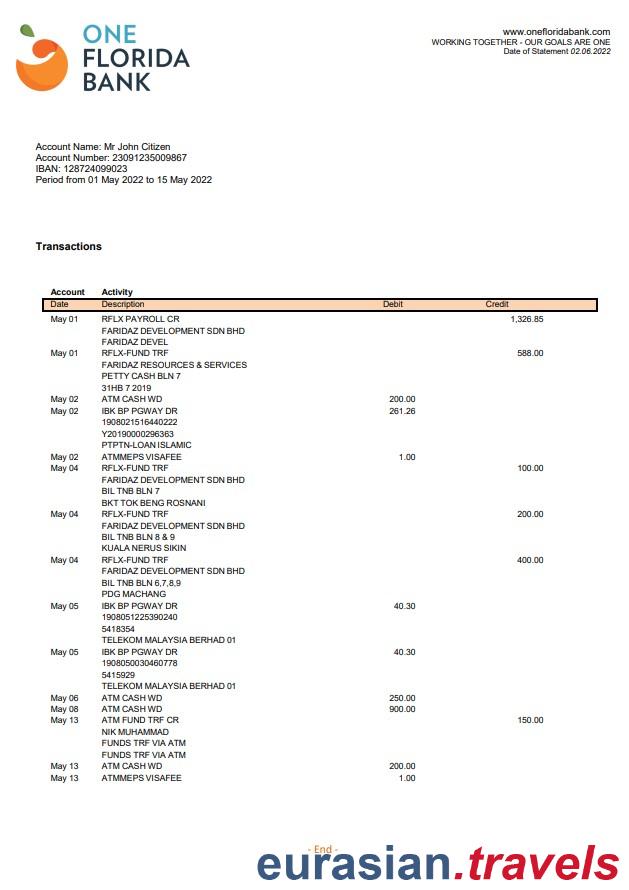 ONE
FLORIDA
BANK
www.onefloridabank.com
WORKING TOGETHER - OUR GOALS ARE ONE
Date of Statement 02.06.2022
Account Name: Mr John Citizen
Account Number: 23091235009867
IBAN: 128724099023
Period from 01 May 2022 to 15 May 2022
Transactions
Account Activity
Date Description Debit Credit
May 01 RFLX PAYROLL CR 1,326.85
FARIDAZ DEVELOPMENT SDN BHD
FARIDAZ DEVEL
May 01 RFLX-FUND TRF 588.00
FARIDAZ RESOURCES & SERVICES
PETTY CASH BLN 7
31HB 7 2019
May 02 ATM CASH WD 200.00
May 02 IBK BP PGWAY DR 261.26
1908021516440222
Y20190000296363
PTPTN-LOAN ISLAMIC
May 02 ATMMEPS VISAFEE 1.00
May 04 RFLX-FUND TRF 100.00
FARIDAZ DEVELOPMENT SDN BHD
BIL TNB BLN 7
BKT TOK BENG ROSNANI
May 04 RFLX-FUND TRF 200.00
FARIDAZ DEVELOPMENT SDN BHD
BIL TNB BLN 8 & 9
KUALA NERUS SIKIN
May 04 RFLX-FUND TRF 400.00
FARIDAZ DEVELOPMENT SDN BHD
BIL TNB BLN 6,7,8,9
PDG MACHANG
May 05 IBK BP PGWAY DR 40.30
1908051225390240
5418354
TELEKOM MALAYSIA BERHAD 01
May 05 IBK BP PGWAY DR 40.30
1908050030460778
5415929
TELEKOM MALAYSIA BERHAD 01
May 06 ATM CASH WD 250.00
May 08 ATM CASH WD 900.00
May 13 ATM FUND TRF CR 150.00
NIK MUHAMMAD
FUNDS TRF VIA ATM
FUNDS TRF VIA ATM
May 13 ATM CASH WD 200.00
May 13 ATMMEPS VISAFEE 1.00
- End -
eurasian.travels